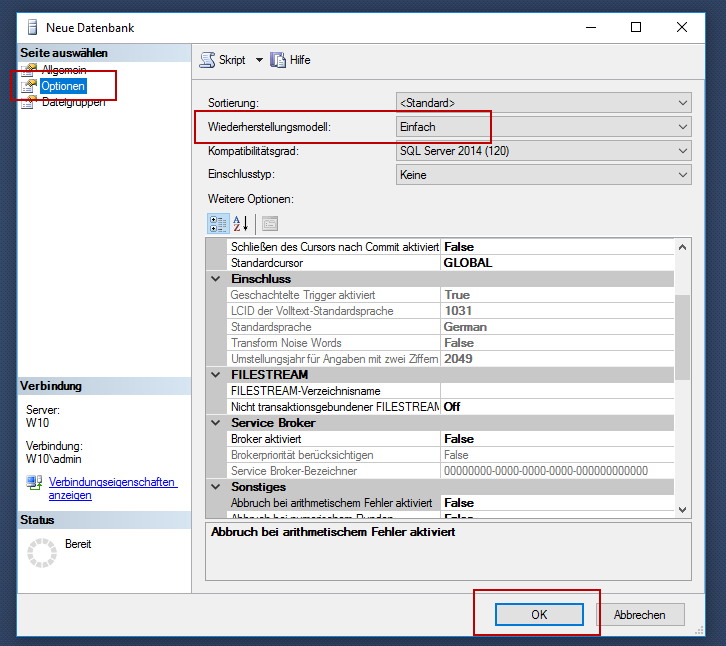 Neue Datenbank
Seite auswählen
Allgemein
Optionen
Dateigruppen
Skript
Hilfe
Sortierung: <Standard>
Wiederherstellungsmodell: Einfach
Kompatibilitätsgrad: SQL Server 2014 (120)
Einschlusstyp: Keine
Weitere Optionen:
Schließen des Cursors nach Commit aktiviert False
Standardcursor GLOBAL
Einschluss
Geschachtelte Trigger aktiviert True
LCID der Volltext-Standardsprache 1031
Standardsprache German
Transform Noise Words False
Umstellungsjahr für Angaben mit zwei Ziffern 2049
FILESTREAM
FILESTREAM-Verzeichnisname
Nicht transaktionsgebundener FILESTREAM Off
Service Broker
Broker aktiviert False
Brokerpriorität berücksichtigen False
Service Broker-Bezeichner 00000000-0000-0000-0000-000000000000
Sonstiges
Abbruch bei arithmetischem Fehler aktiviert False
Abbruch bei numerischem Runden False
Abbruch bei arithmetischem Fehler aktiviert
Verbindung
Server:
W10
Verbindung:
W10\admin
Verbindungseigenschaften
anzeigen
Status
Bereit
OK
Abbrechen